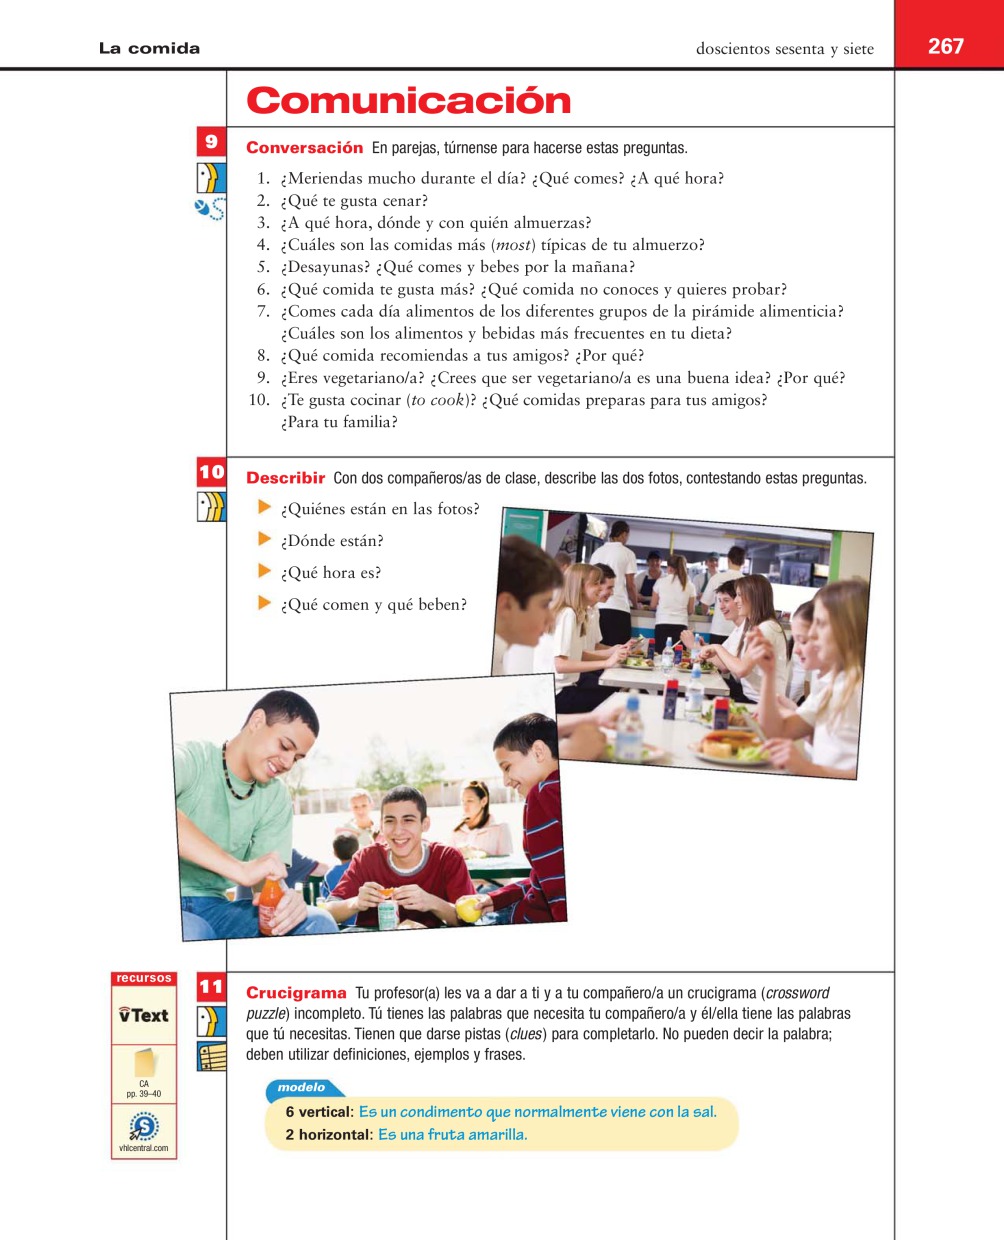 La comida
doscientos sesenta y siete
267
Comunicación
9
Conversación En parejas, túrnense para hacerse estas preguntas.
1. ¿Meriendas mucho durante el día? ¿Qué comes? ¿A qué hora?
2. ¿Qué te gusta cenar?
3. ¿A qué hora, dónde y con quién almuerzas?
4. ¿Cuáles son las comidas más (most) típicas de tu almuerzo?
5. ¿Desayunas? ¿Qué comes y bebes por la mañana?
6. ¿Qué comida te gusta más? ¿Qué comida no conoces y quieres probar?
7. ¿Comes cada día alimentos de los diferentes grupos de la pirámide alimenticia?
¿Cuáles son los alimentos y bebidas más frecuentes en tu dieta?
8. ¿Qué comida recomiendas a tus amigos? ¿Por qué?
9. ¿Eres vegetariano/a? ¿Crees que ser vegetariano/a es una buena idea? ¿Por qué?
10. ¿Te gusta cocinar (to cook)? ¿Qué comidas preparas para tus amigos?
¿Para tu familia?
10
Describir Con dos compañeros/as de clase, describe las dos fotos, contestando estas preguntas.
¿Quiénes están en las fotos?
¿Dónde están?
¿Qué hora es?
¿Qué comen y qué beben?
recursos
vText
CA
pp. 39–40
S
vhlcentral.com
11
Crucigrama Tu profesor(a) les va a dar a ti y a tu compañero/a un crucigrama (crossword
puzzle) incompleto. Tú tienes las palabras que necesita tu compañero/a y él/ella tiene las palabras
que tú necesitas. Tienen que darse pistas (clues) para completarlo. No pueden decir la palabra;
deben utilizar definiciones, ejemplos y frases.
modelo
6 vertical: Es un condimento que normalmente viene con la sal.
2 horizontal: Es una fruta amarilla.